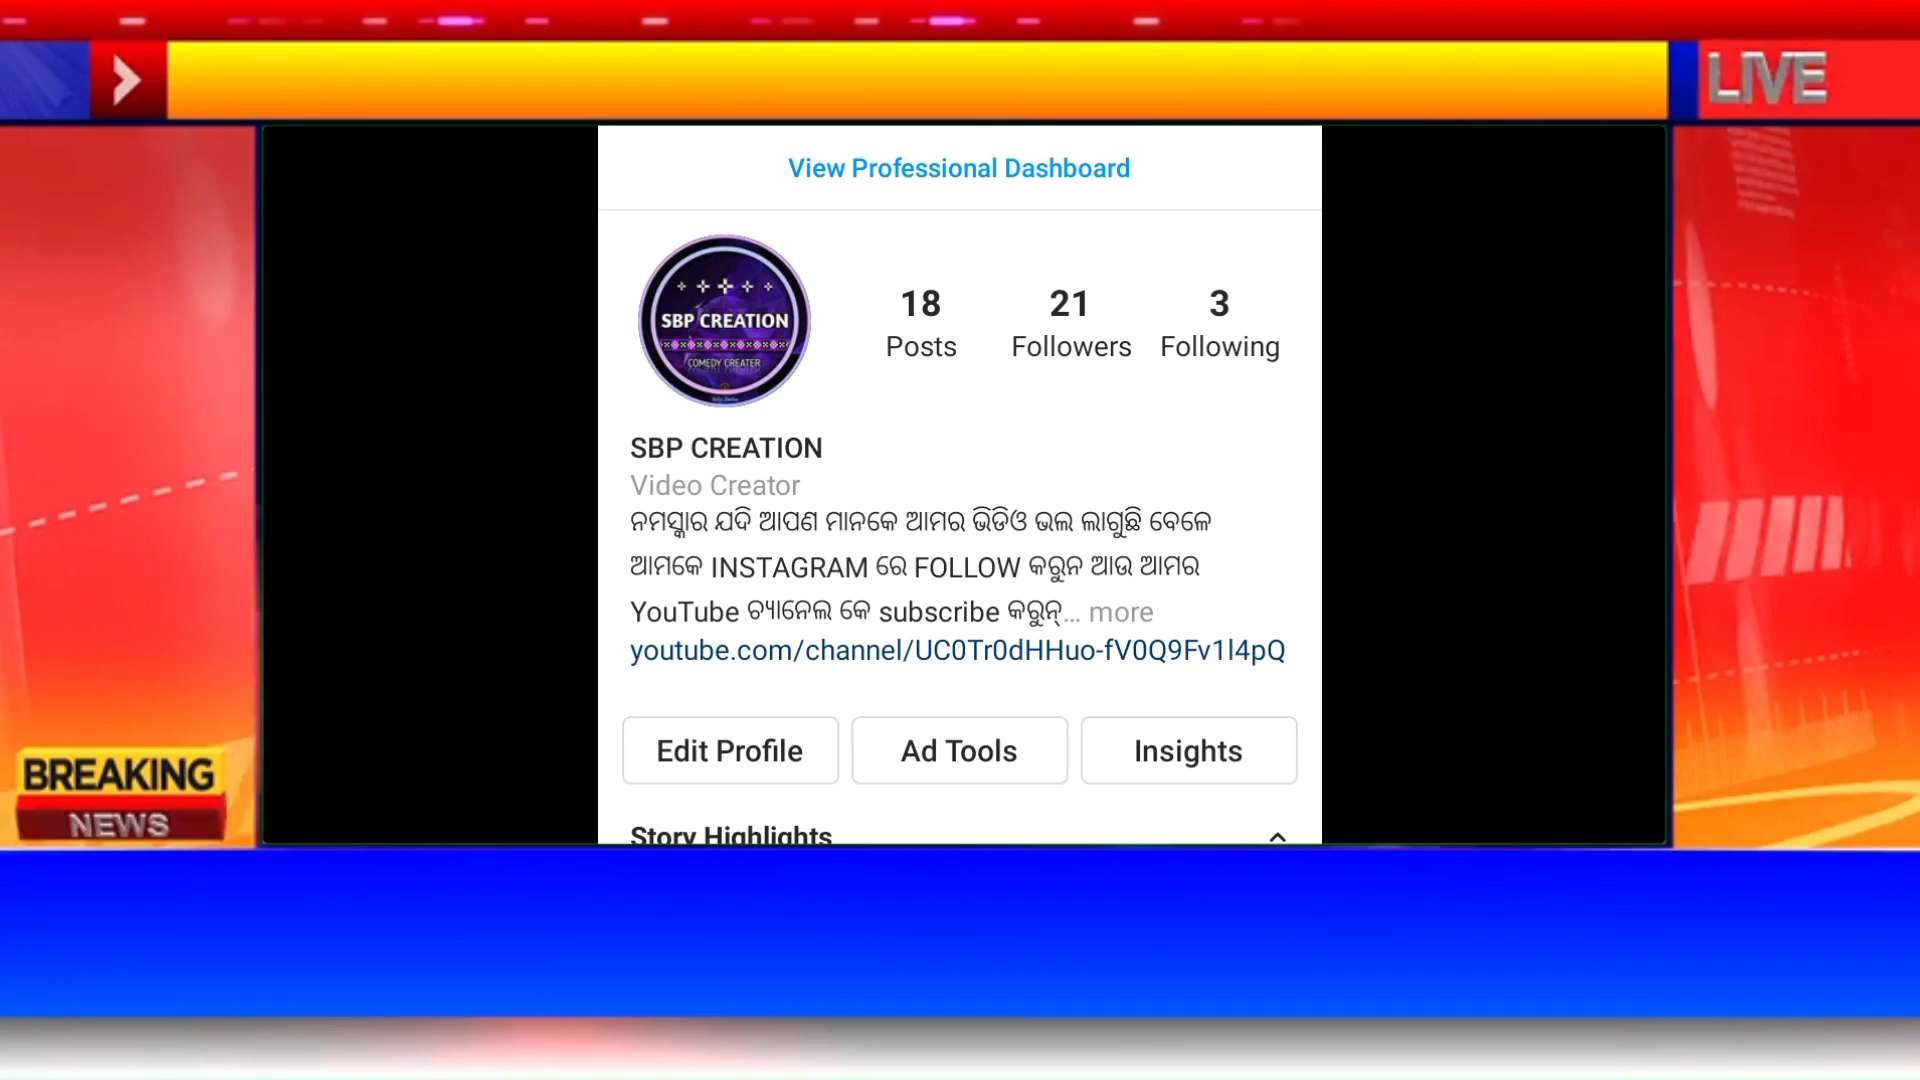 LIVE
View Professional Dashboard
SBP CREATION
COMEDY CREATER
18
Posts
21
Followers
3
Following
SBP CREATION
Video Creator
ନମସ୍କାର ଯଦି ଆପଣ ମାନକେ ଆମର ଭିଡିଓ ଭଲ ଲାଗୁଛି ବେଳେ
ଆମକେ INSTAGRAM ରେ FOLLOW କରୁନ ଆଉ ଆମର
YouTube ଚ୍ୟାନେଲ କେ subscribe କରୁନ୍... more
youtube.com/channel/UC0Tr0dHHuo-fV0Q9Fv1l4pQ
Edit Profile
Ad Tools
Insights
Story Highlights
BREAKING
NEWS